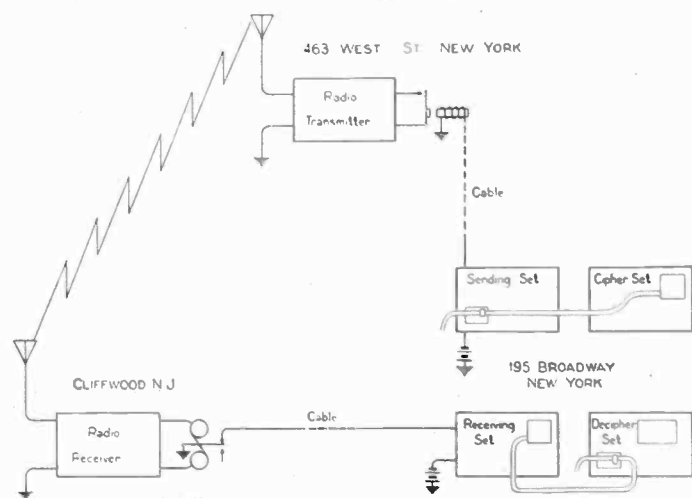 463 WEST ST. NEW YORK
Radio
Transmitter
Cable
Sending Set
Cipher Set
195 BROADWAY
NEW YORK
CLIFFWOOD N.J
Cable
Radio
Receiver
Receiving
Set
Decipher
Set